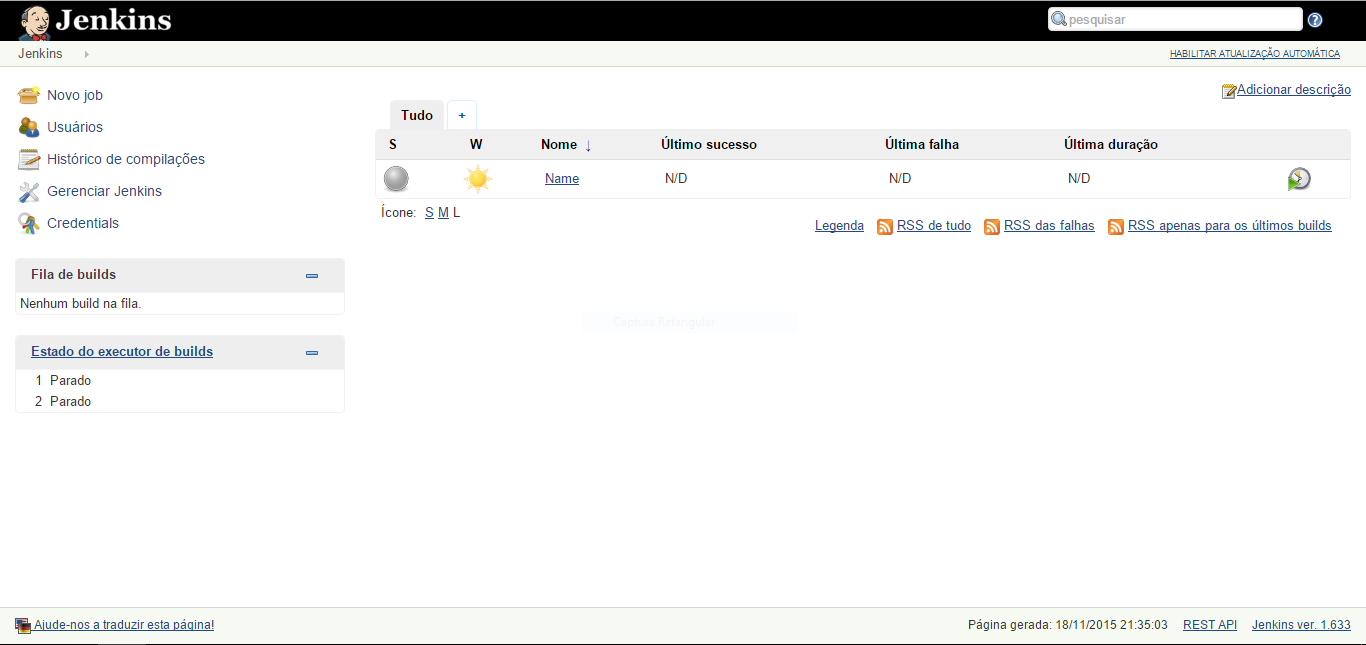 Jenkins
pesquisar
Jenkins
HABILITAR ATUALIZAÇÃO AUTOMÁTICA
Novo job
Usuários
Histórico de compilações
Gerenciar Jenkins
Credentials
Fila de builds
Nenhum build na fila.
Estado do executor de builds
1 Parado
2 Parado
Adicionar descrição
Tudo +
S W Nome ↓ Último sucesso Última falha Última duração
Name N/D N/D N/D
Ícone: S M L
Legenda RSS de tudo RSS das falhas RSS apenas para os últimos builds
Captura Retangular
Ajude-nos a traduzir esta página! Página gerada: 18/11/2015 21:35:03 REST API Jenkins ver. 1.633